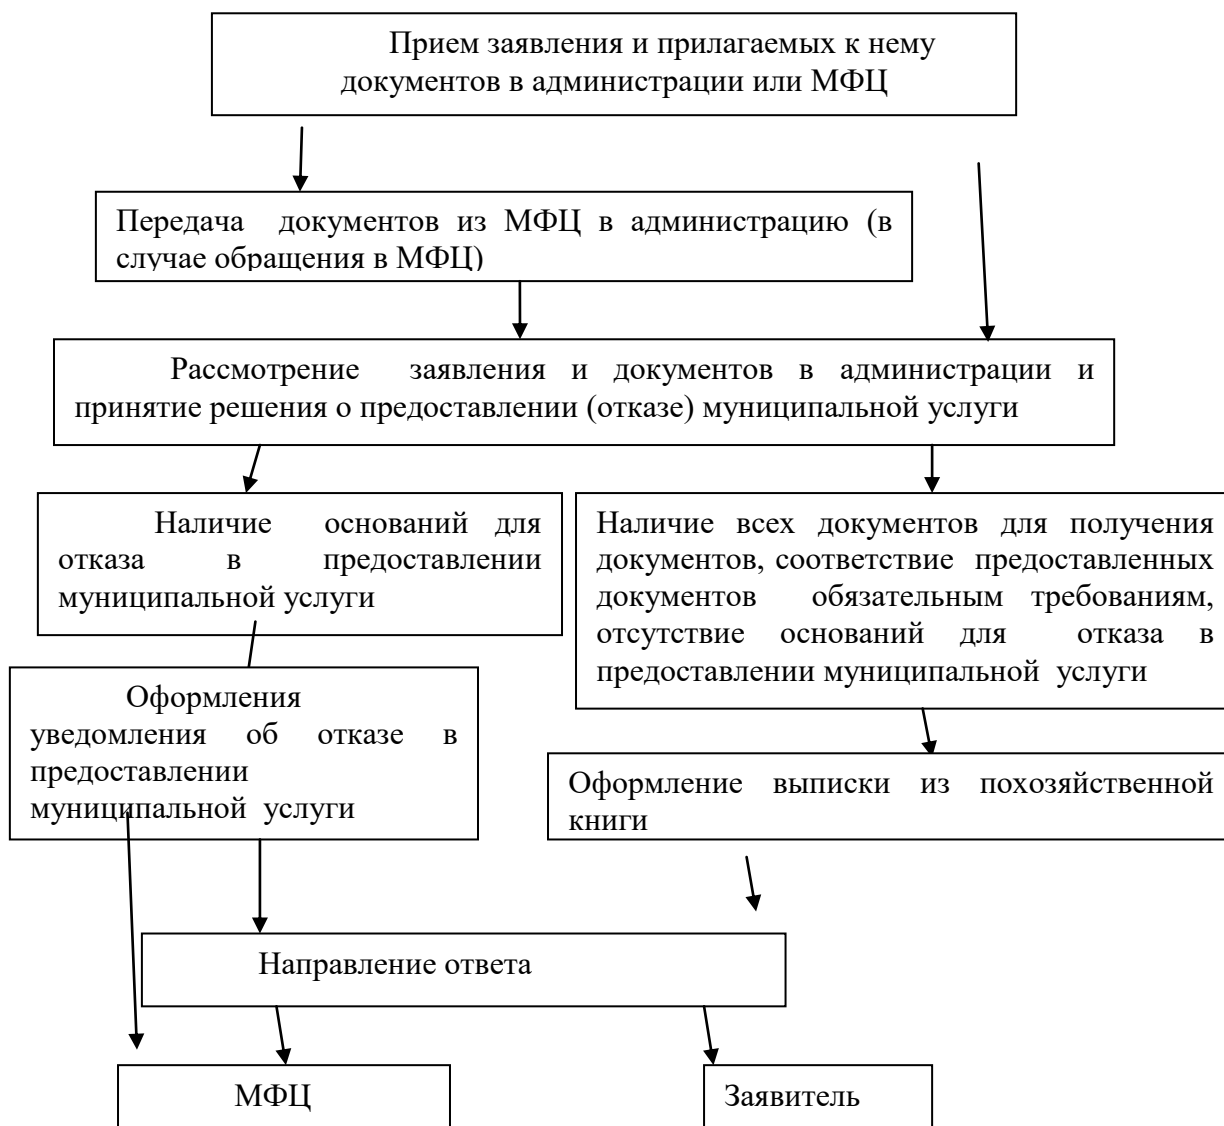 Прием заявления и прилагаемых к нему
документов в администрации или МФЦ
Передача документов из МФЦ в администрацию (в
случае обращения в МФЦ)
Рассмотрение заявления и документов в администрации и
принятие решения о предоставлении (отказе) муниципальной услуги
Наличие оснований для
отказа в предоставлении
муниципальной услуги
Наличие всех документов для получения
документов, соответствие предоставленных
документов обязательным требованиям,
отсутствие оснований для отказа в
предоставлении муниципальной услуги
Оформления
уведомления об отказе в
предоставлении
муниципальной услуги
Оформление выписки из похозяйственной
книги
Направление ответа
МФЦ
Заявитель